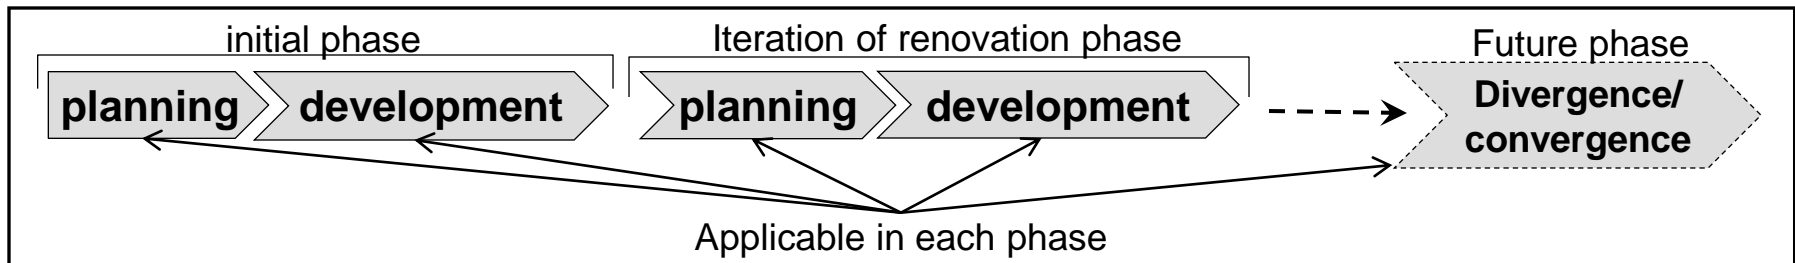 initial phase
Iteration of renovation phase
Future phase
planning
development
planning
development
Divergence/
convergence
Applicable in each phase